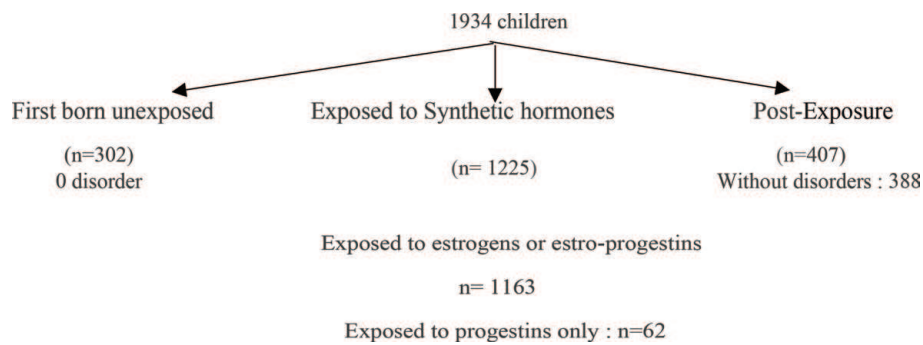 1934 children
First born unexposed
(n=302)
0 disorder
Exposed to Synthetic hormones
(n= 1225)
Post-Exposure
(n=407)
Without disorders : 388
Exposed to estrogens or estro-progestins
n= 1163
Exposed to progestins only : n=62